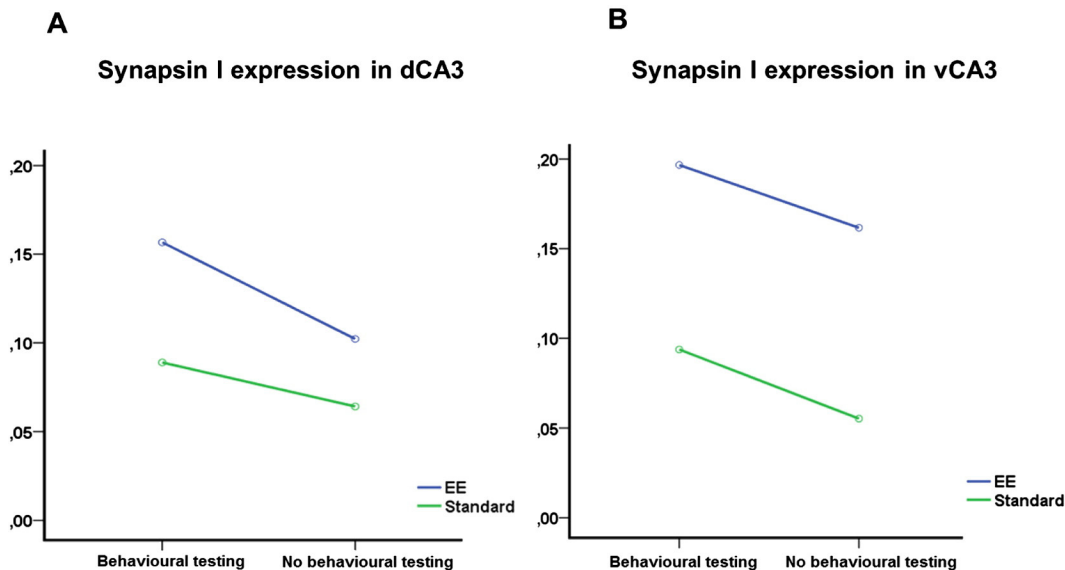 A
Synapsin I expression in dCA3
,20
,15
,10
,05
,00
EE
Standard
Behavioural testing
No behavioural testing
B
Synapsin I expression in vCA3
,20
,15
,10
,05
,00
EE
Standard
Behavioural testing
No behavioural testing